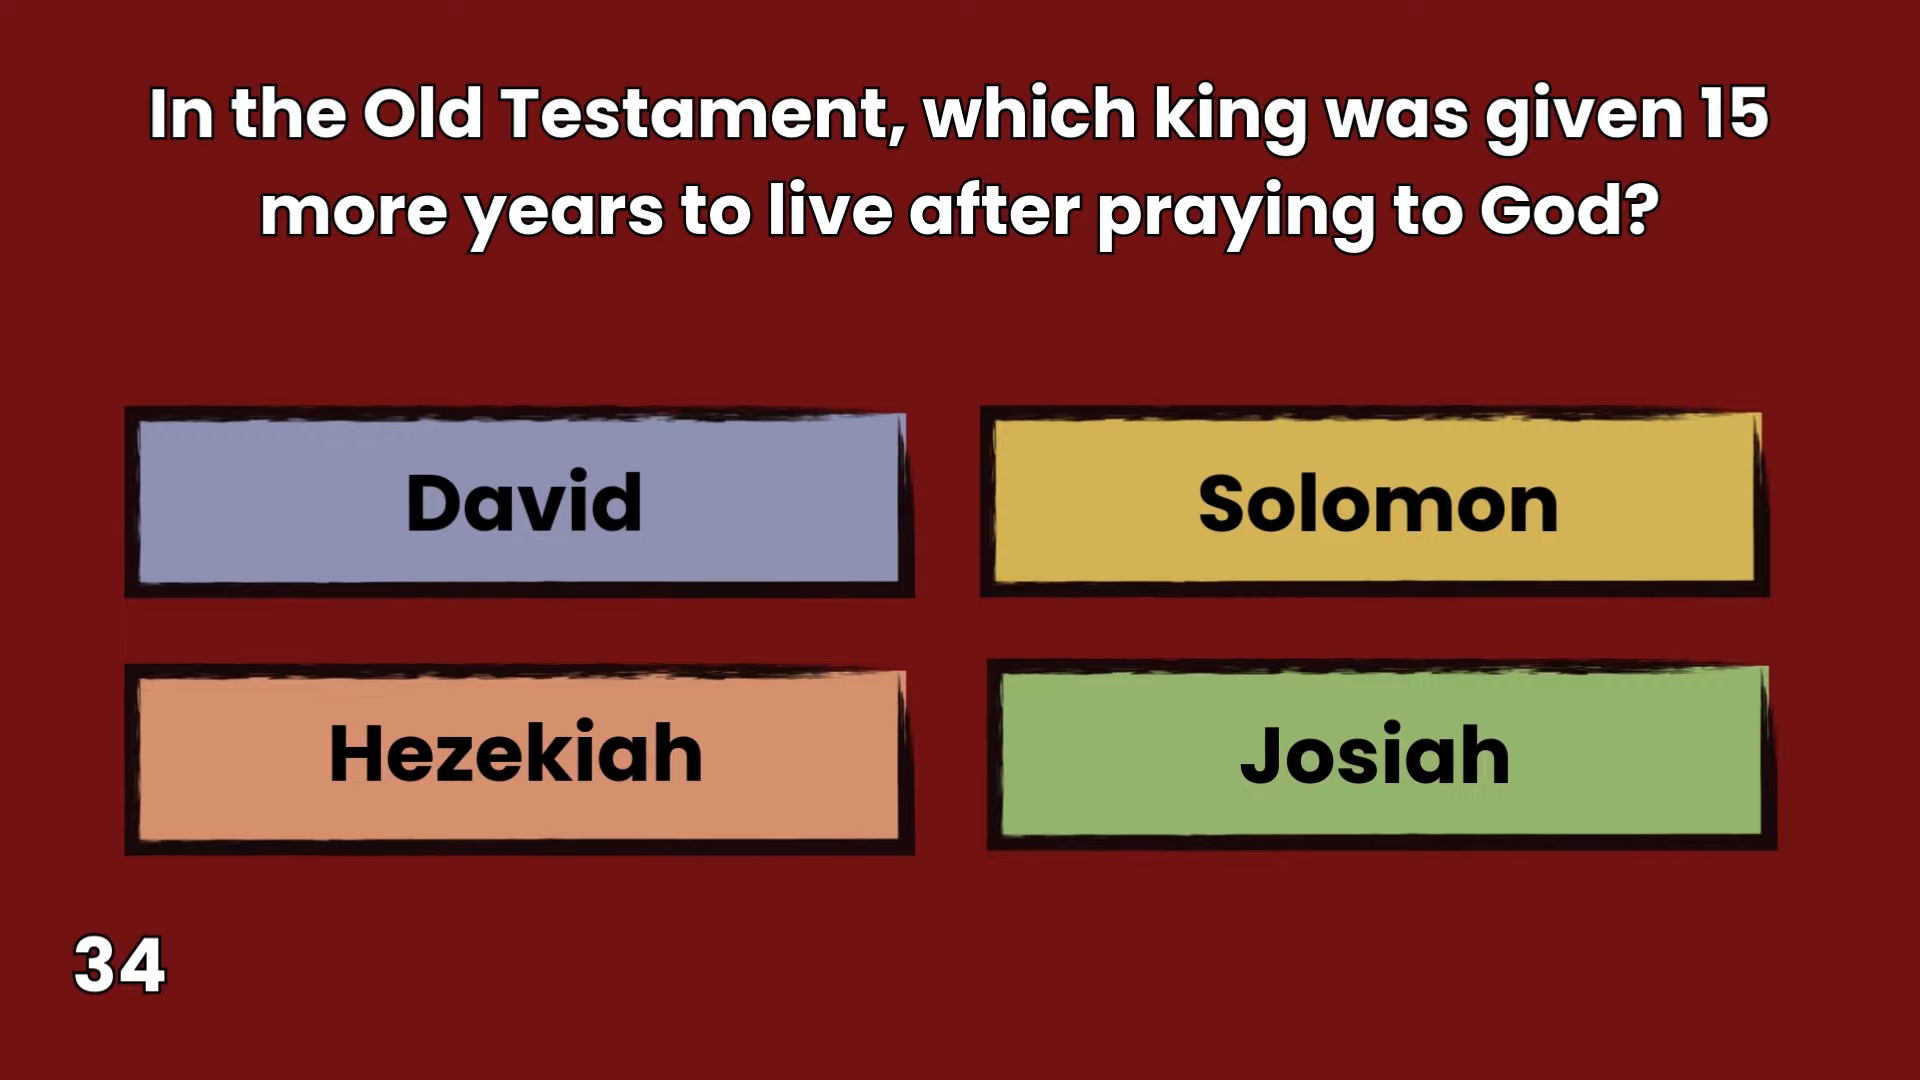 In the Old Testament, which king was given 15
more years to live after praying to God?
David
Solomon
Hezekiah
Josiah
34